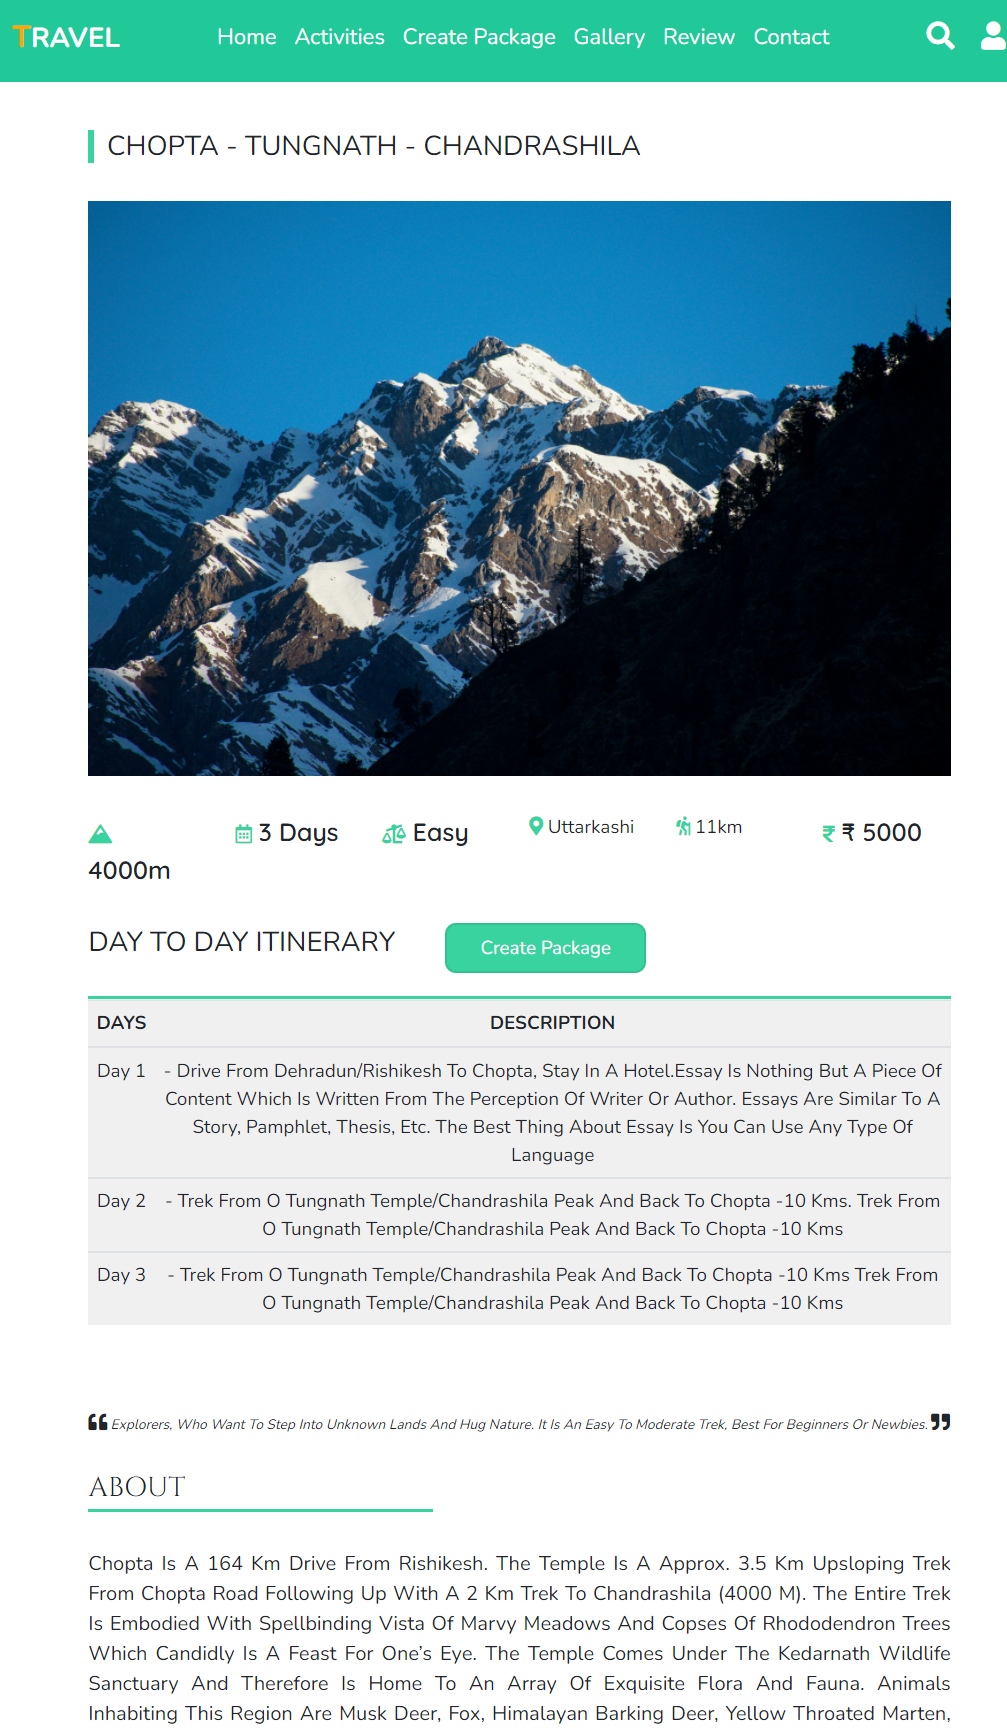 TRAVEL
Home Activities Create Package Gallery Review Contact
CHOPTA - TUNGNATH - CHANDRASHILA
4000m
3 Days
Easy
Uttarkashi
11km
₹ 5000
DAY TO DAY ITINERARY
Create Package
DAYS DESCRIPTION
Day 1 - Drive From Dehradun/Rishikesh To Chopta, Stay In A Hotel.Essay Is Nothing But A Piece Of
Content Which Is Written From The Perception Of Writer Or Author. Essays Are Similar To A
Story, Pamphlet, Thesis, Etc. The Best Thing About Essay Is You Can Use Any Type Of
Language
Day 2 - Trek From O Tungnath Temple/Chandrashila Peak And Back To Chopta -10 Kms. Trek From
O Tungnath Temple/Chandrashila Peak And Back To Chopta -10 Kms
Day 3 - Trek From O Tungnath Temple/Chandrashila Peak And Back To Chopta -10 Kms Trek From
O Tungnath Temple/Chandrashila Peak And Back To Chopta -10 Kms
❝ Explorers, Who Want To Step Into Unknown Lands And Hug Nature. It Is An Easy To Moderate Trek, Best For Beginners Or Newbies. ❞
ABOUT
Chopta Is A 164 Km Drive From Rishikesh. The Temple Is A Approx. 3.5 Km Upsloping Trek
From Chopta Road Following Up With A 2 Km Trek To Chandrashila (4000 M). The Entire Trek
Is Embodied With Spellbinding Vista Of Marvy Meadows And Copses Of Rhododendron Trees
Which Candidly Is A Feast For One's Eye. The Temple Comes Under The Kedarnath Wildlife
Sanctuary And Therefore Is Home To An Array Of Exquisite Flora And Fauna. Animals
Inhabiting This Region Are Musk Deer, Fox, Himalayan Barking Deer, Yellow Throated Marten,